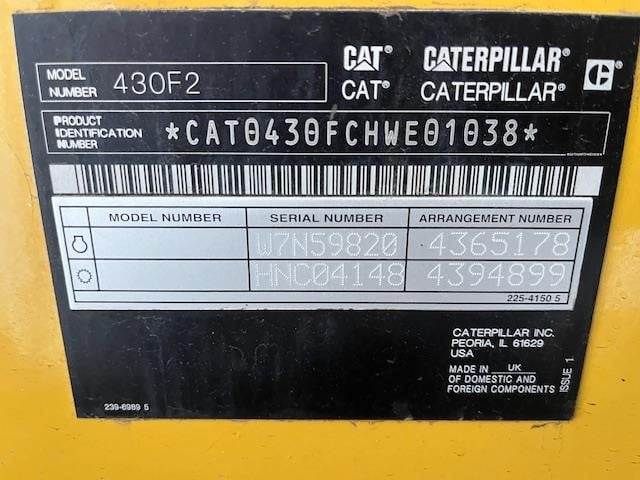 CAT® CATERPILLAR®
CAT® CATERPILLAR®
C
MODEL NUMBER 430F2
PRODUCT IDENTIFICATION NUMBER *CAT0430FCHWE01038*
MODEL NUMBER SERIAL NUMBER ARRANGEMENT NUMBER
W7N59820 4365178
HNC04148 4394899
225-4150 5
CATERPILLAR INC.
PEORIA, IL 61629
USA
MADE IN UK
OF DOMESTIC AND
FOREIGN COMPONENTS
ISSUE 1
239-6989 5